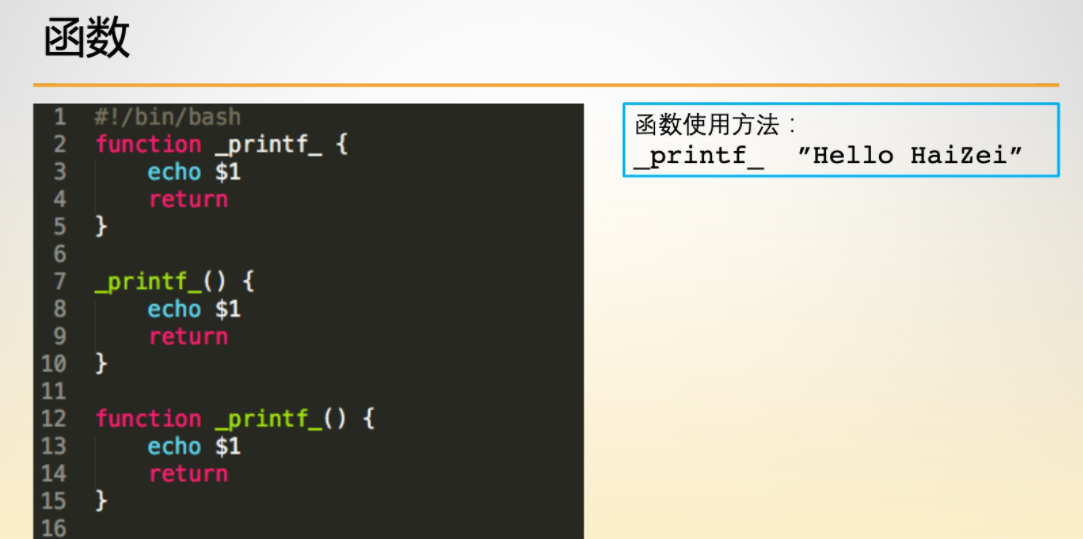 函数
1 #!/bin/bash
2 function _printf_ {
3     echo $1
4     return
5 }
6
7 _printf_() {
8     echo $1
9     return
10 }
11
12 function _printf_() {
13     echo $1
14     return
15 }
16
函数使用方法：
_printf_  ”Hello HaiZei”